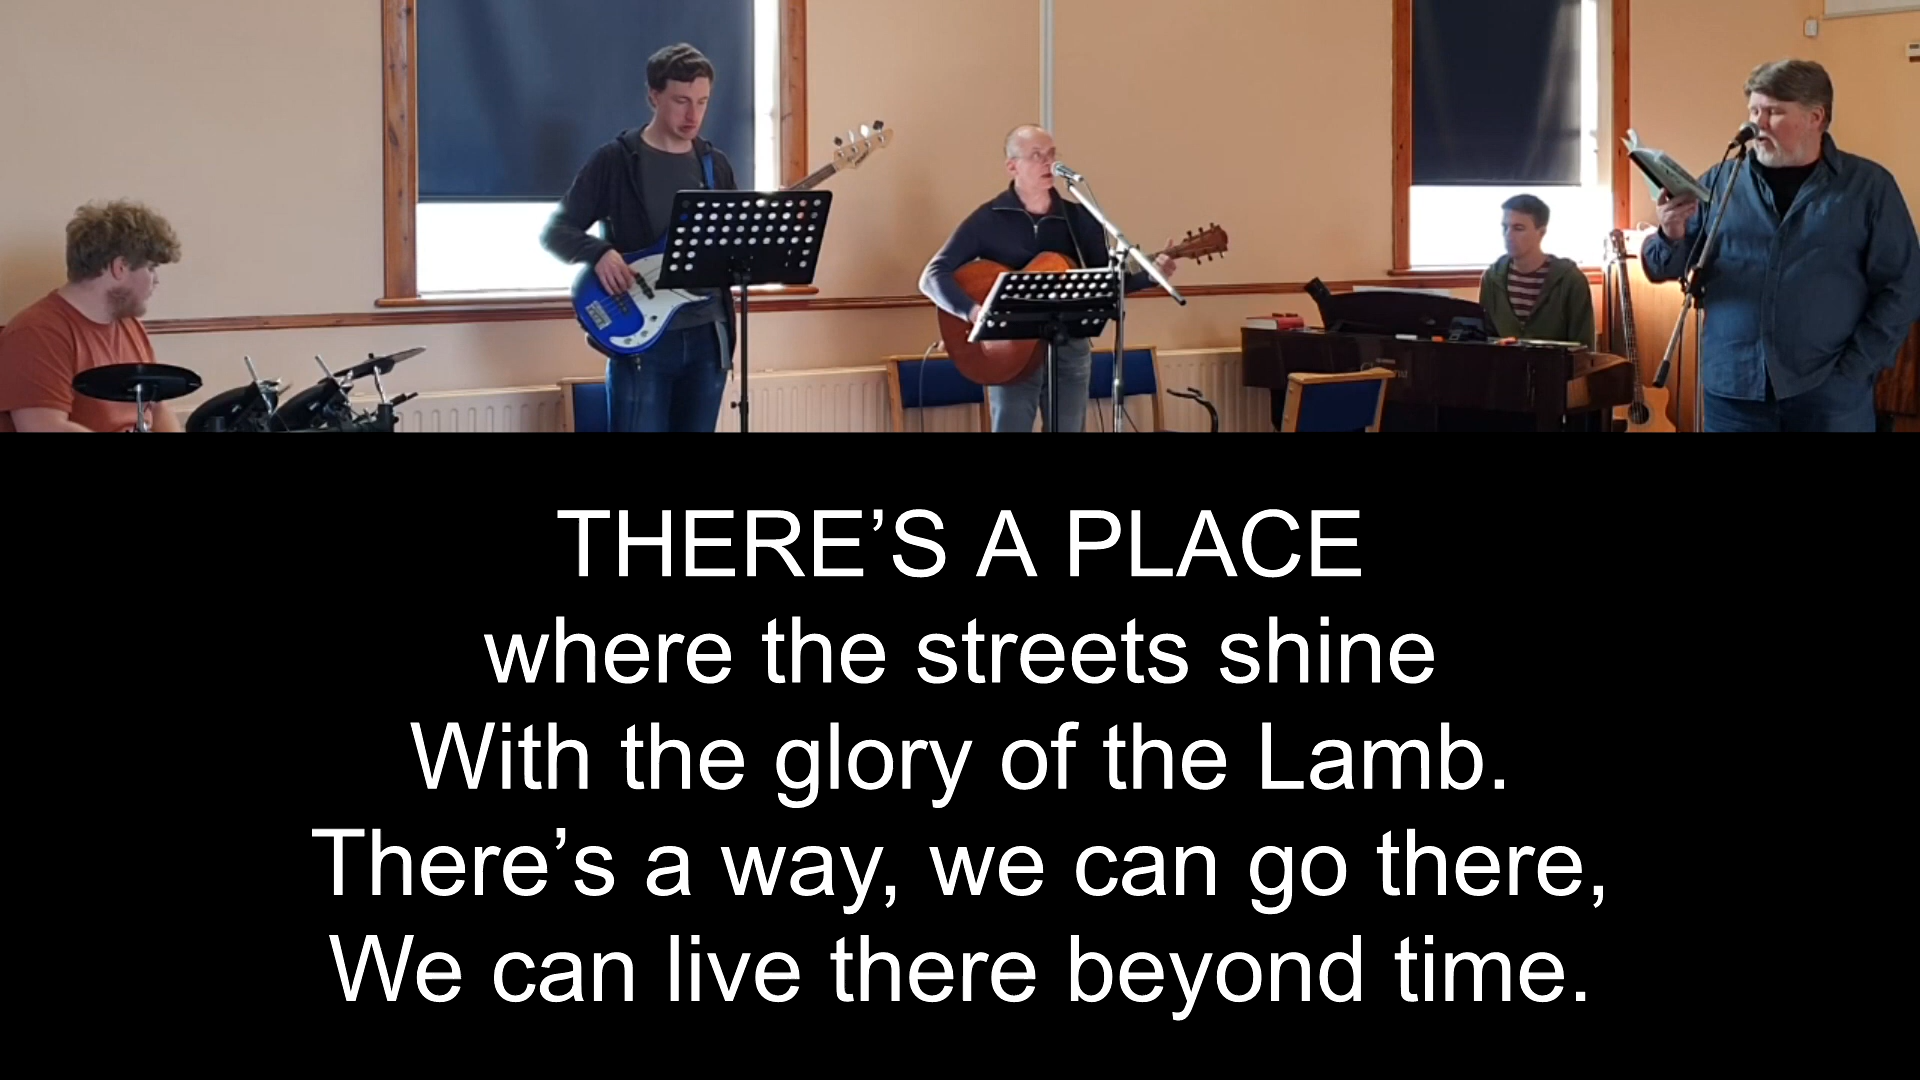 THERE’S A PLACE
where the streets shine
With the glory of the Lamb.
There’s a way, we can go there,
We can live there beyond time.